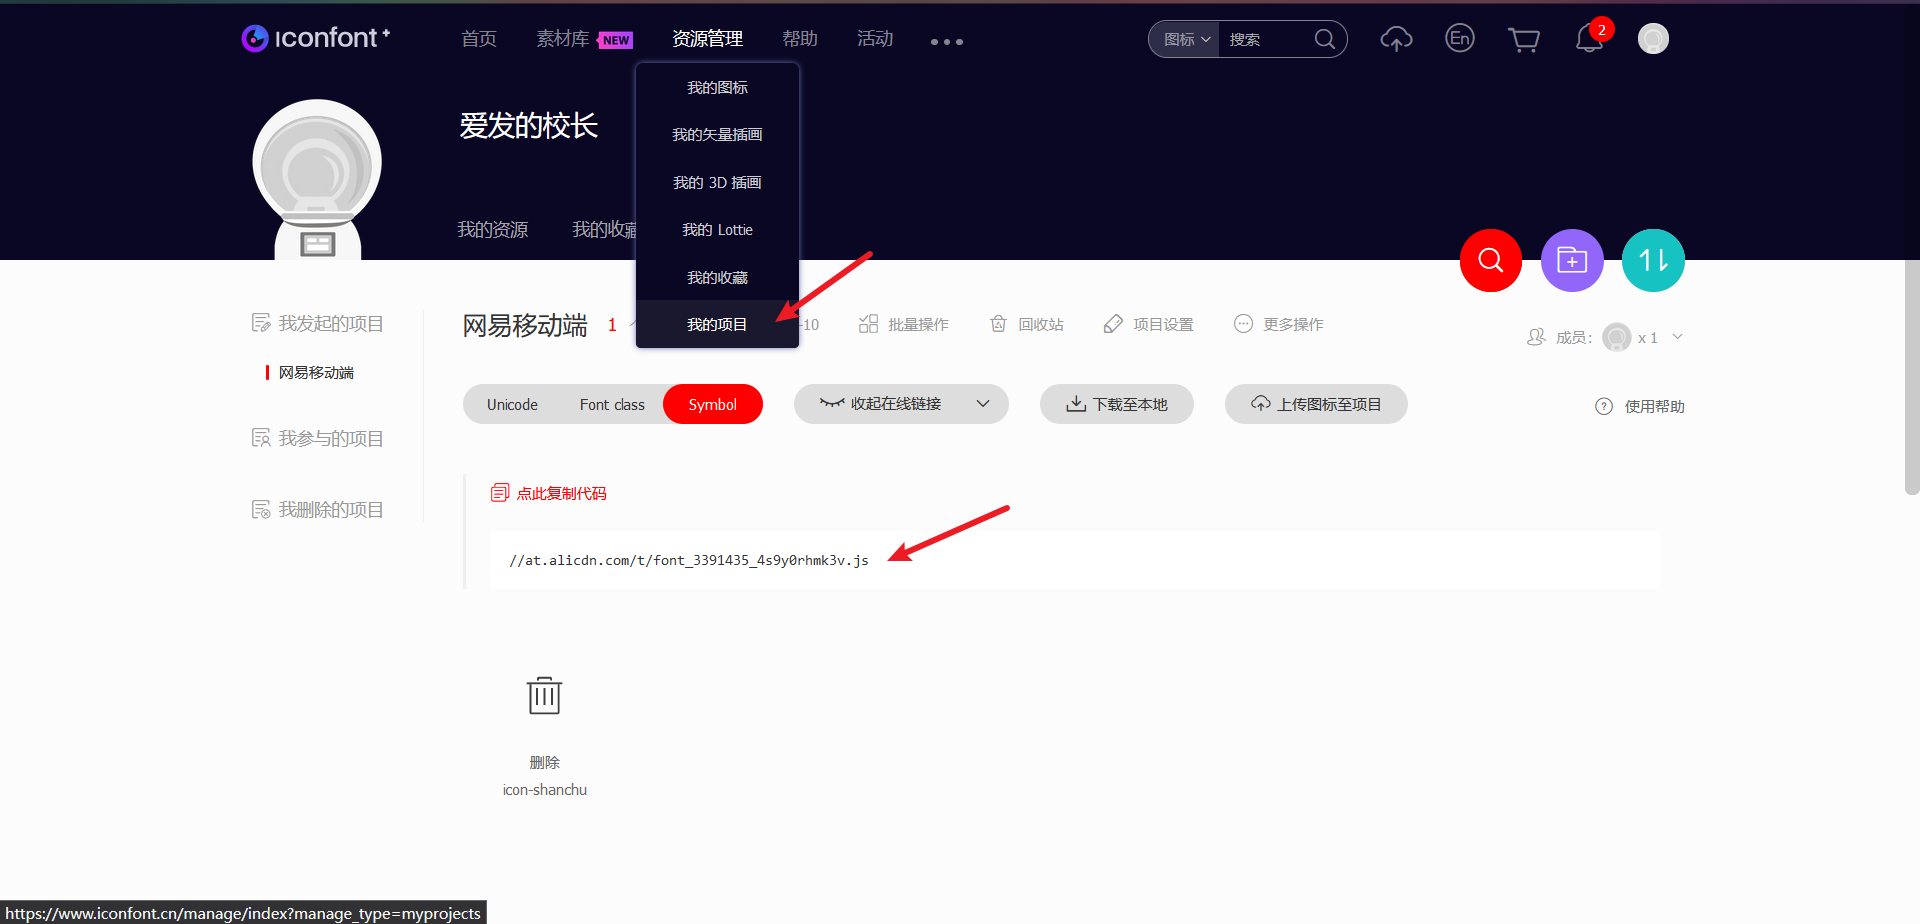 iconfont+
首页
素材库
NEW
资源管理
帮助
活动
图标
搜索
En
2
我的图标
我的矢量插画
我的 3D 插画
我的 Lottie
我的收藏
我的项目
爱发的校长
我的资源
我的收藏
我发起的项目
网易移动端
我参与的项目
我删除的项目
网易移动端
1
-10
批量操作
回收站
项目设置
更多操作
成员：
x 1
Unicode
Font class
Symbol
收起在线链接
下载至本地
上传图标至项目
使用帮助
点此复制代码
//at.alicdn.com/t/font_3391435_4s9y0rhmk3v.js
删除
icon-shanchu
https://www.iconfont.cn/manage/index?manage_type=myprojects